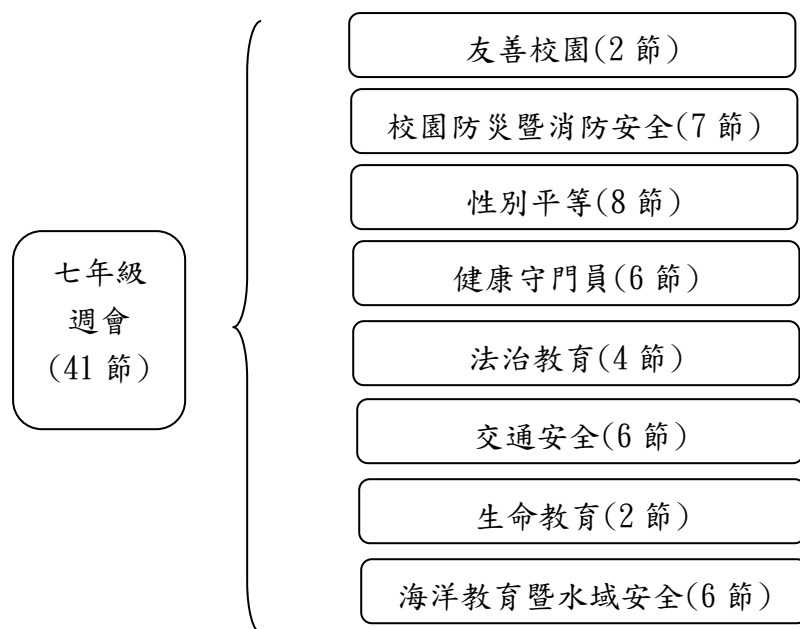 七年級
週會
(41 節)
友善校園(2 節)
校園防災暨消防安全(7 節)
性別平等(8 節)
健康守門員(6 節)
法治教育(4 節)
交通安全(6 節)
生命教育(2 節)
海洋教育暨水域安全(6 節)